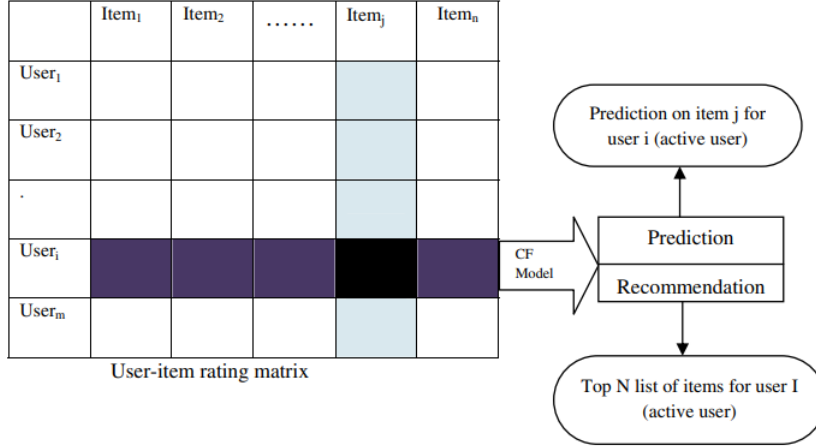 Item₁ Item₂ ...... Itemⱼ Itemₙ
User₁
User₂
.
Userᵢ
Userₘ
User-item rating matrix
CF
Model
Prediction on item j for
user i (active user)
Prediction
Recommendation
Top N list of items for user I
(active user)